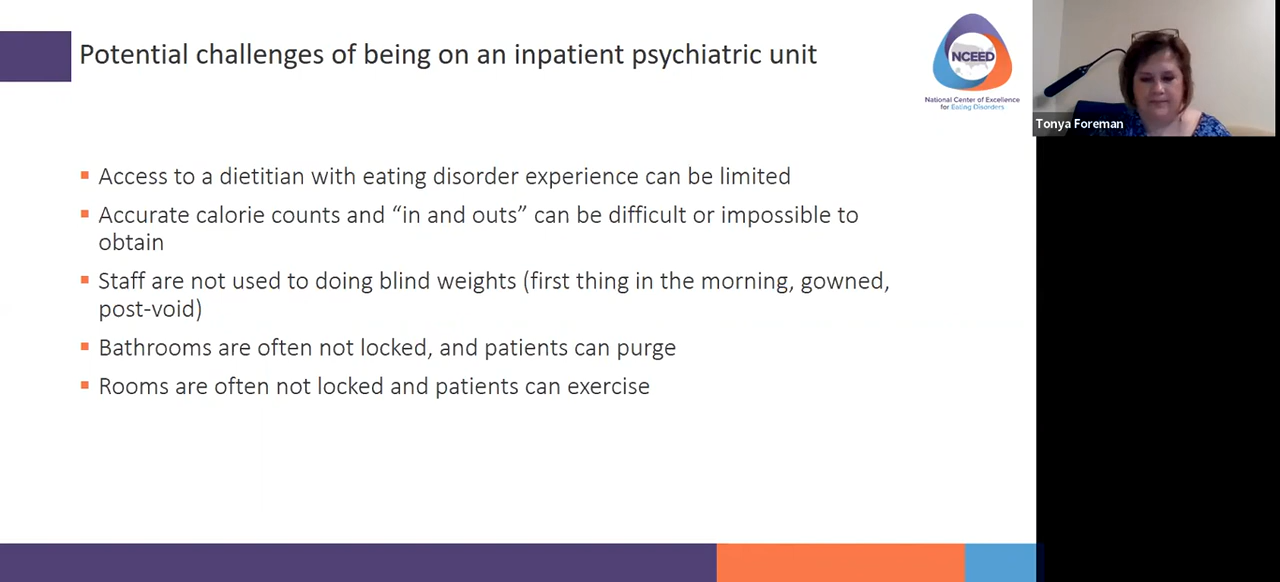 Potential challenges of being on an inpatient psychiatric unit
NCEED
National Center of Excellence
for Eating Disorders
Tonya Foreman
▪ Access to a dietitian with eating disorder experience can be limited
▪ Accurate calorie counts and “in and outs” can be difficult or impossible to
obtain
▪ Staff are not used to doing blind weights (first thing in the morning, gowned,
post-void)
▪ Bathrooms are often not locked, and patients can purge
▪ Rooms are often not locked and patients can exercise